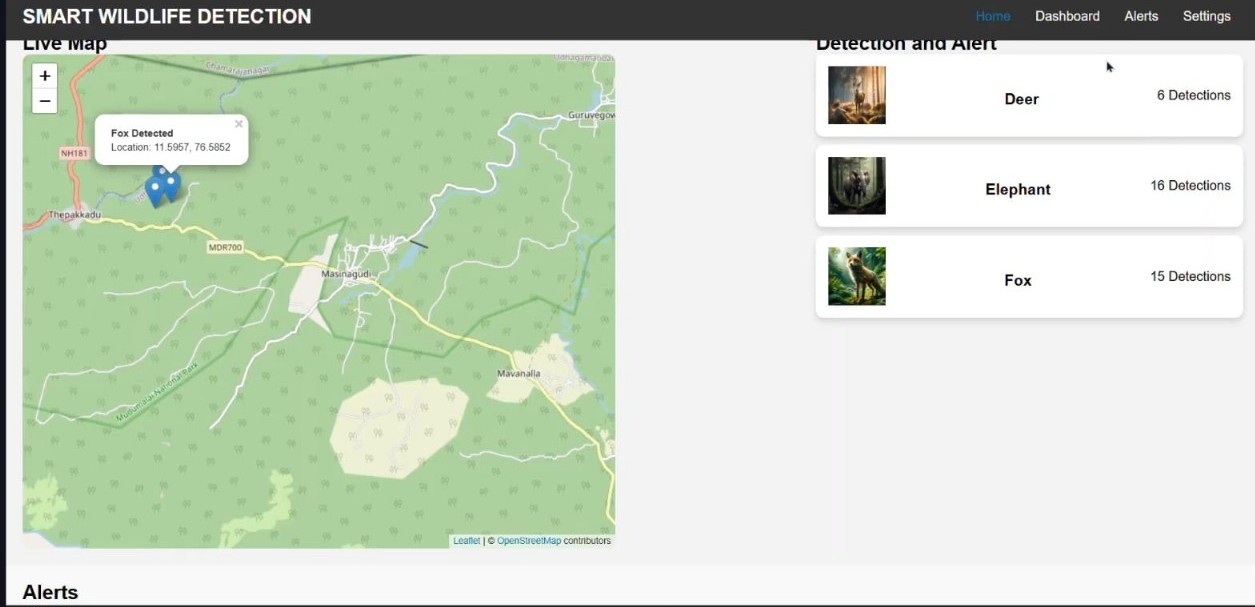 SMART WILDLIFE DETECTION
Home Dashboard Alerts Settings
Live Map
+
−
Chamarajanagar
Guruvegow
NH181
Fox Detected
×
Location: 11.5957, 76.5852
Thepakkadu
MDR700
Masinagudi
Mavanalla
Mudumalai National Park
Leaflet | © OpenStreetMap contributors
Detection and Alert
Deer
6 Detections
Elephant
16 Detections
Fox
15 Detections
Alerts